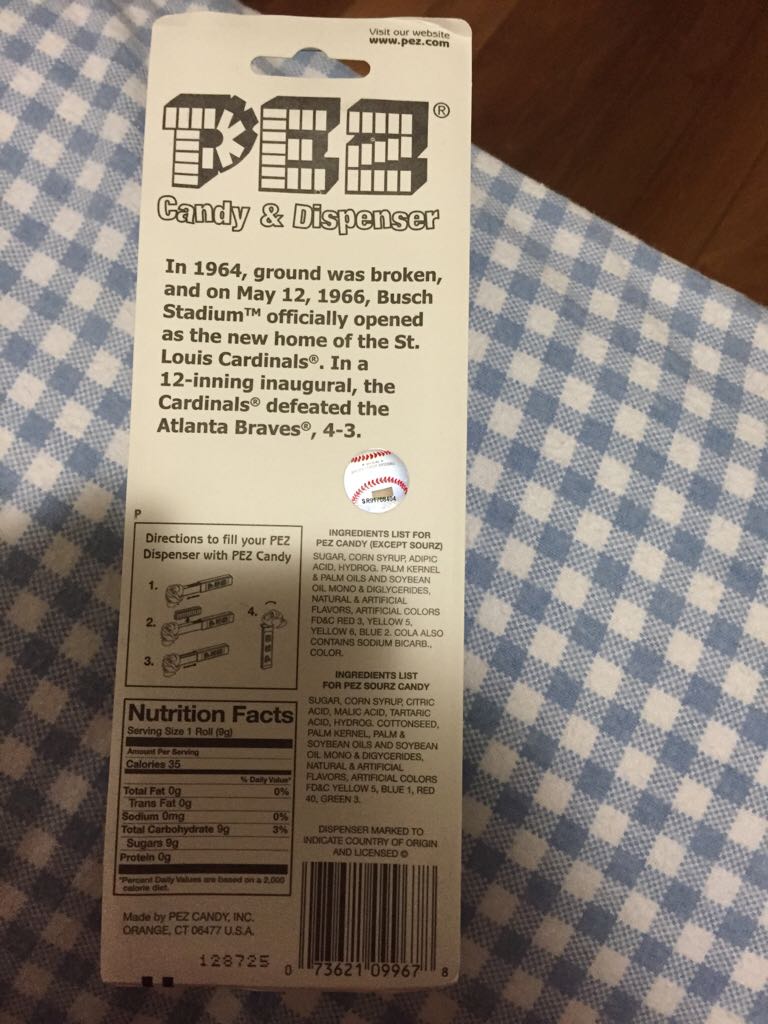 Visit our website
www.pez.com
PEZ®
Candy & Dispenser
In 1964, ground was broken,
and on May 12, 1966, Busch
Stadium™ officially opened
as the new home of the St.
Louis Cardinals®. In a
12-inning inaugural, the
Cardinals® defeated the
Atlanta Braves®, 4-3.
P
Directions to fill your PEZ
Dispenser with PEZ Candy
1.
2.
3.
4.
INGREDIENTS LIST FOR
PEZ CANDY (EXCEPT SOURZ)
SUGAR, CORN SYRUP, ADIPIC
ACID, HYDROG. PALM KERNEL
& PALM OILS AND SOYBEAN
OIL MONO & DIGLYCERIDES,
NATURAL & ARTIFICIAL
FLAVORS, ARTIFICIAL COLORS
FD&C RED 3, YELLOW 5,
YELLOW 6, BLUE 2. COLA ALSO
CONTAINS SODIUM BICARB.,
COLOR.
INGREDIENTS LIST
FOR PEZ SOURZ CANDY
SUGAR, CORN SYRUP, CITRIC
ACID, MALIC ACID, TARTARIC
ACID, HYDROG. COTTONSEED,
PALM KERNEL, PALM &
SOYBEAN OILS AND SOYBEAN
OIL MONO & DIGYCERIDES,
NATURAL & ARTIFICIAL
FLAVORS, ARTIFICIAL COLORS
FD&C YELLOW 5, BLUE 1, RED
40, GREEN 3.
Nutrition Facts
Serving Size 1 Roll (9g)
Amount Per Serving
Calories 35
% Daily Value*
Total Fat 0g 0%
Trans Fat 0g
Sodium 0mg 0%
Total Carbohydrate 9g 3%
Sugars 9g
Protein 0g
*Percent Daily Values are based on a 2,000
calorie diet.
DISPENSER MARKED TO
INDICATE COUNTRY OF ORIGIN
AND LICENSED ©
Made by PEZ CANDY, INC.
ORANGE, CT 06477 U.S.A.
128725
0 73621 09967 8